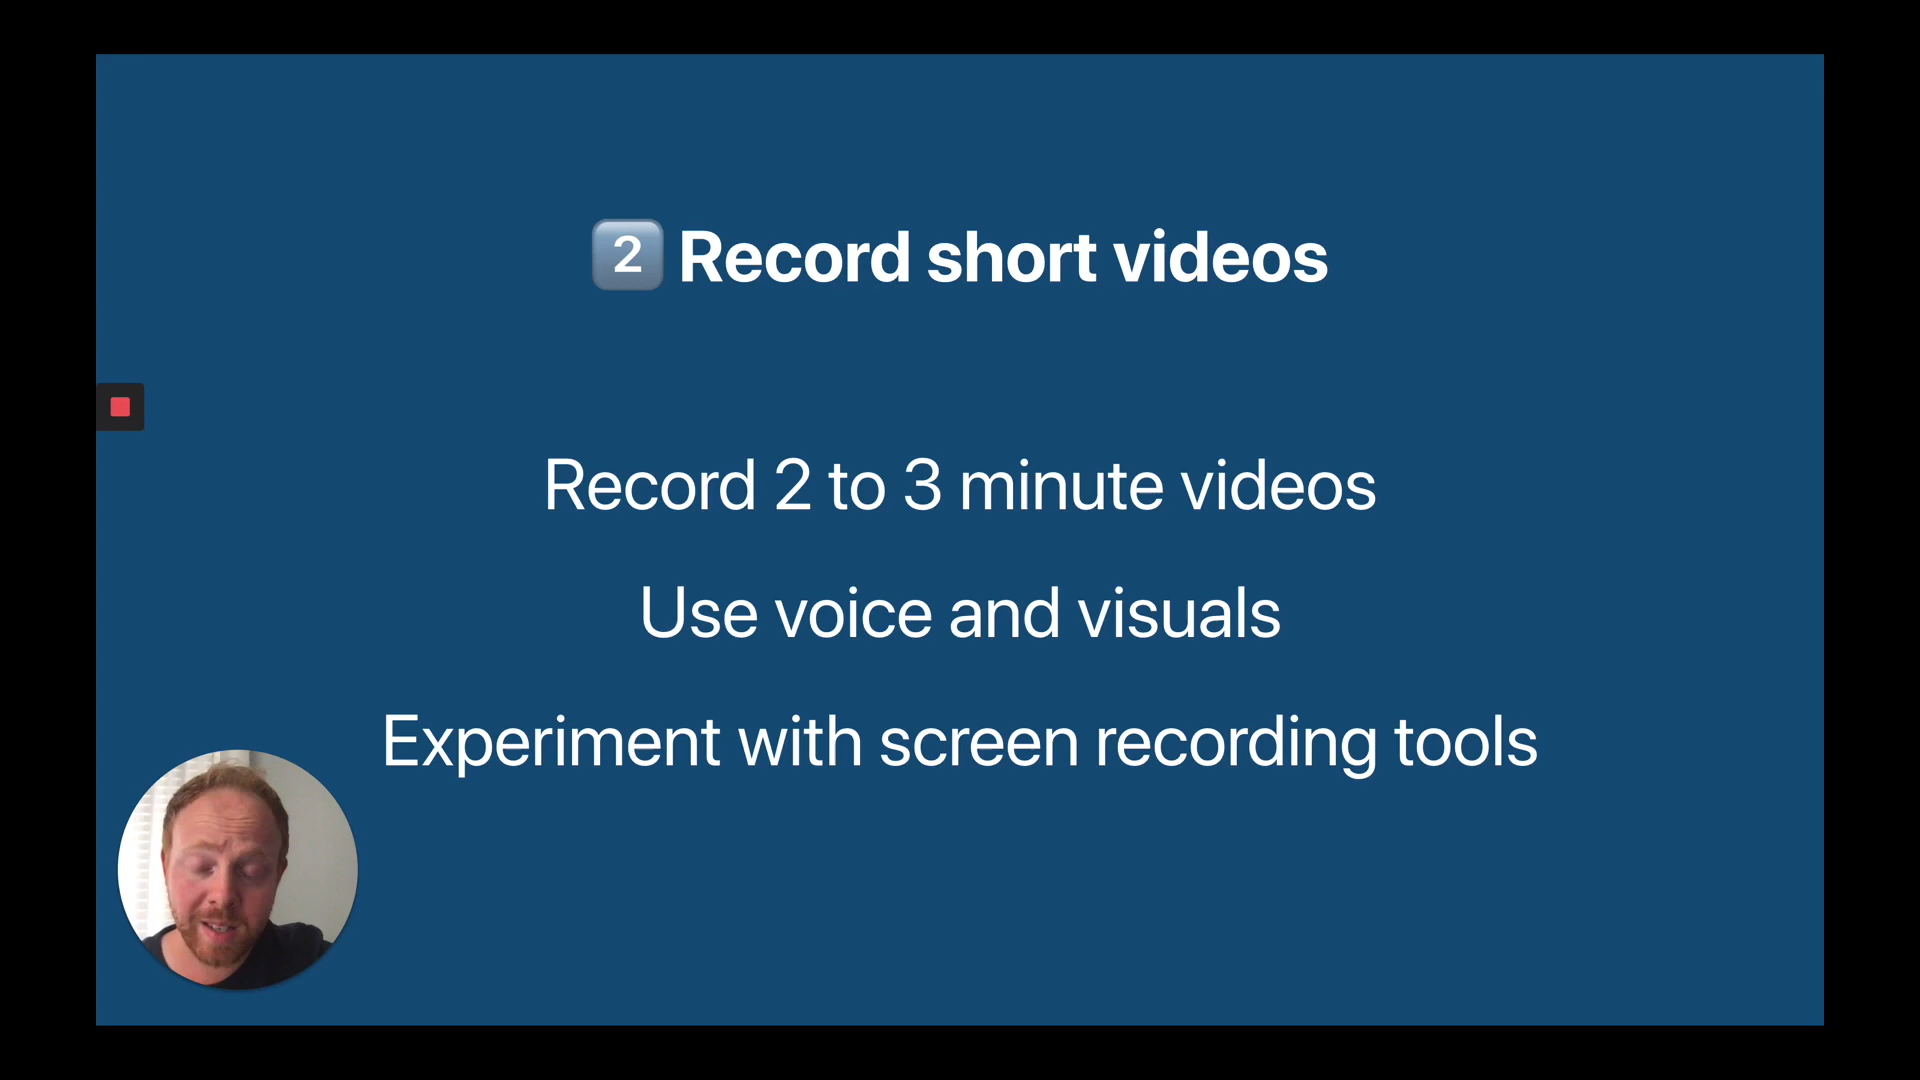 2 Record short videos
Record 2 to 3 minute videos
Use voice and visuals
Experiment with screen recording tools